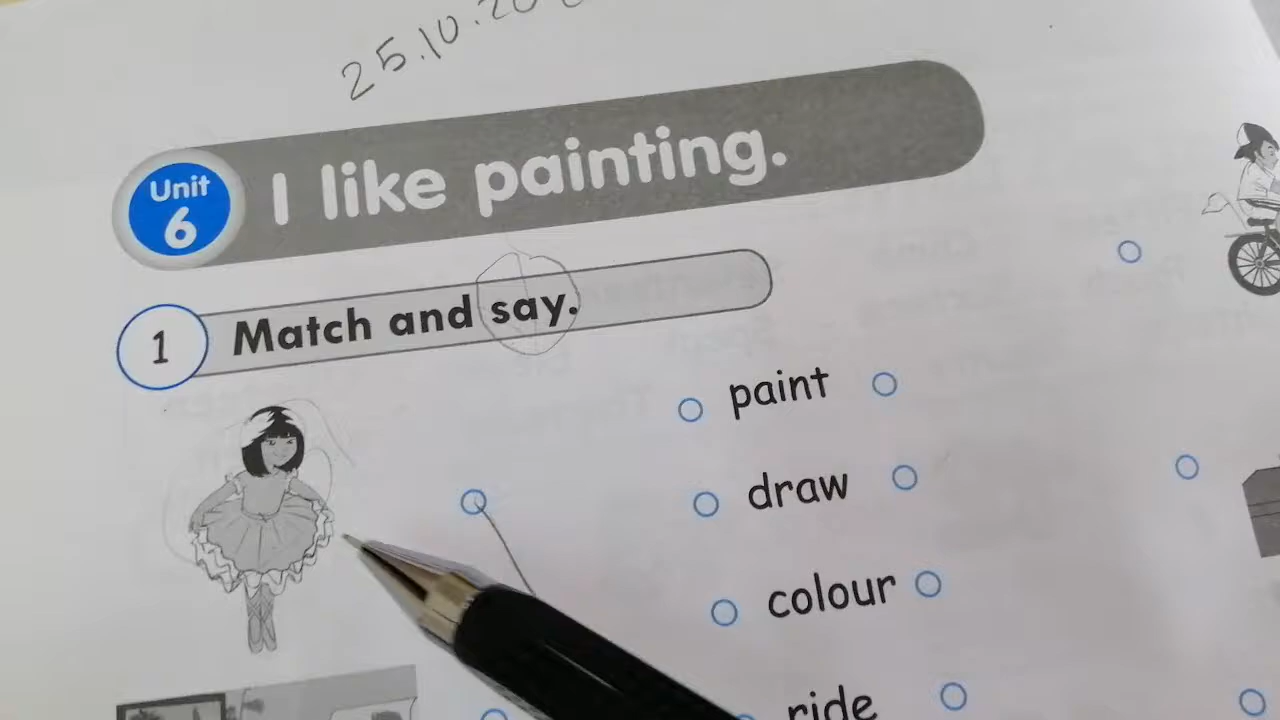 25.10.20
Unit
6
I like painting.
1
Match and say.
paint
draw
colour
ride